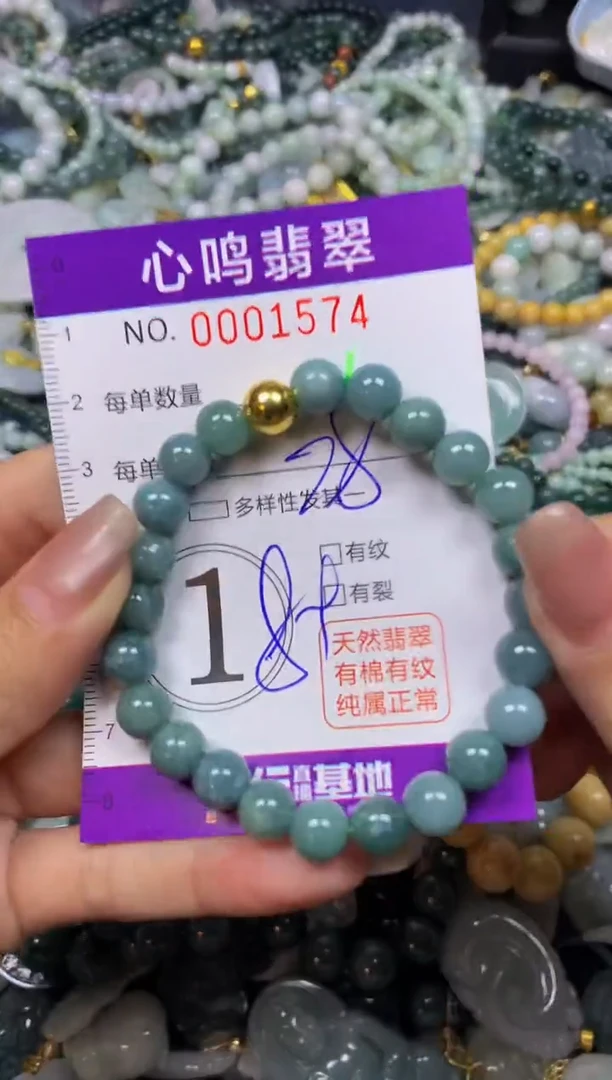 心鸣翡翠
0
1
NO. 0001574
2 每单数量
28
3 每单
多样性发其一
1
84
有纹
有裂
天然翡翠
有棉有纹
纯属正常
7
基地
8